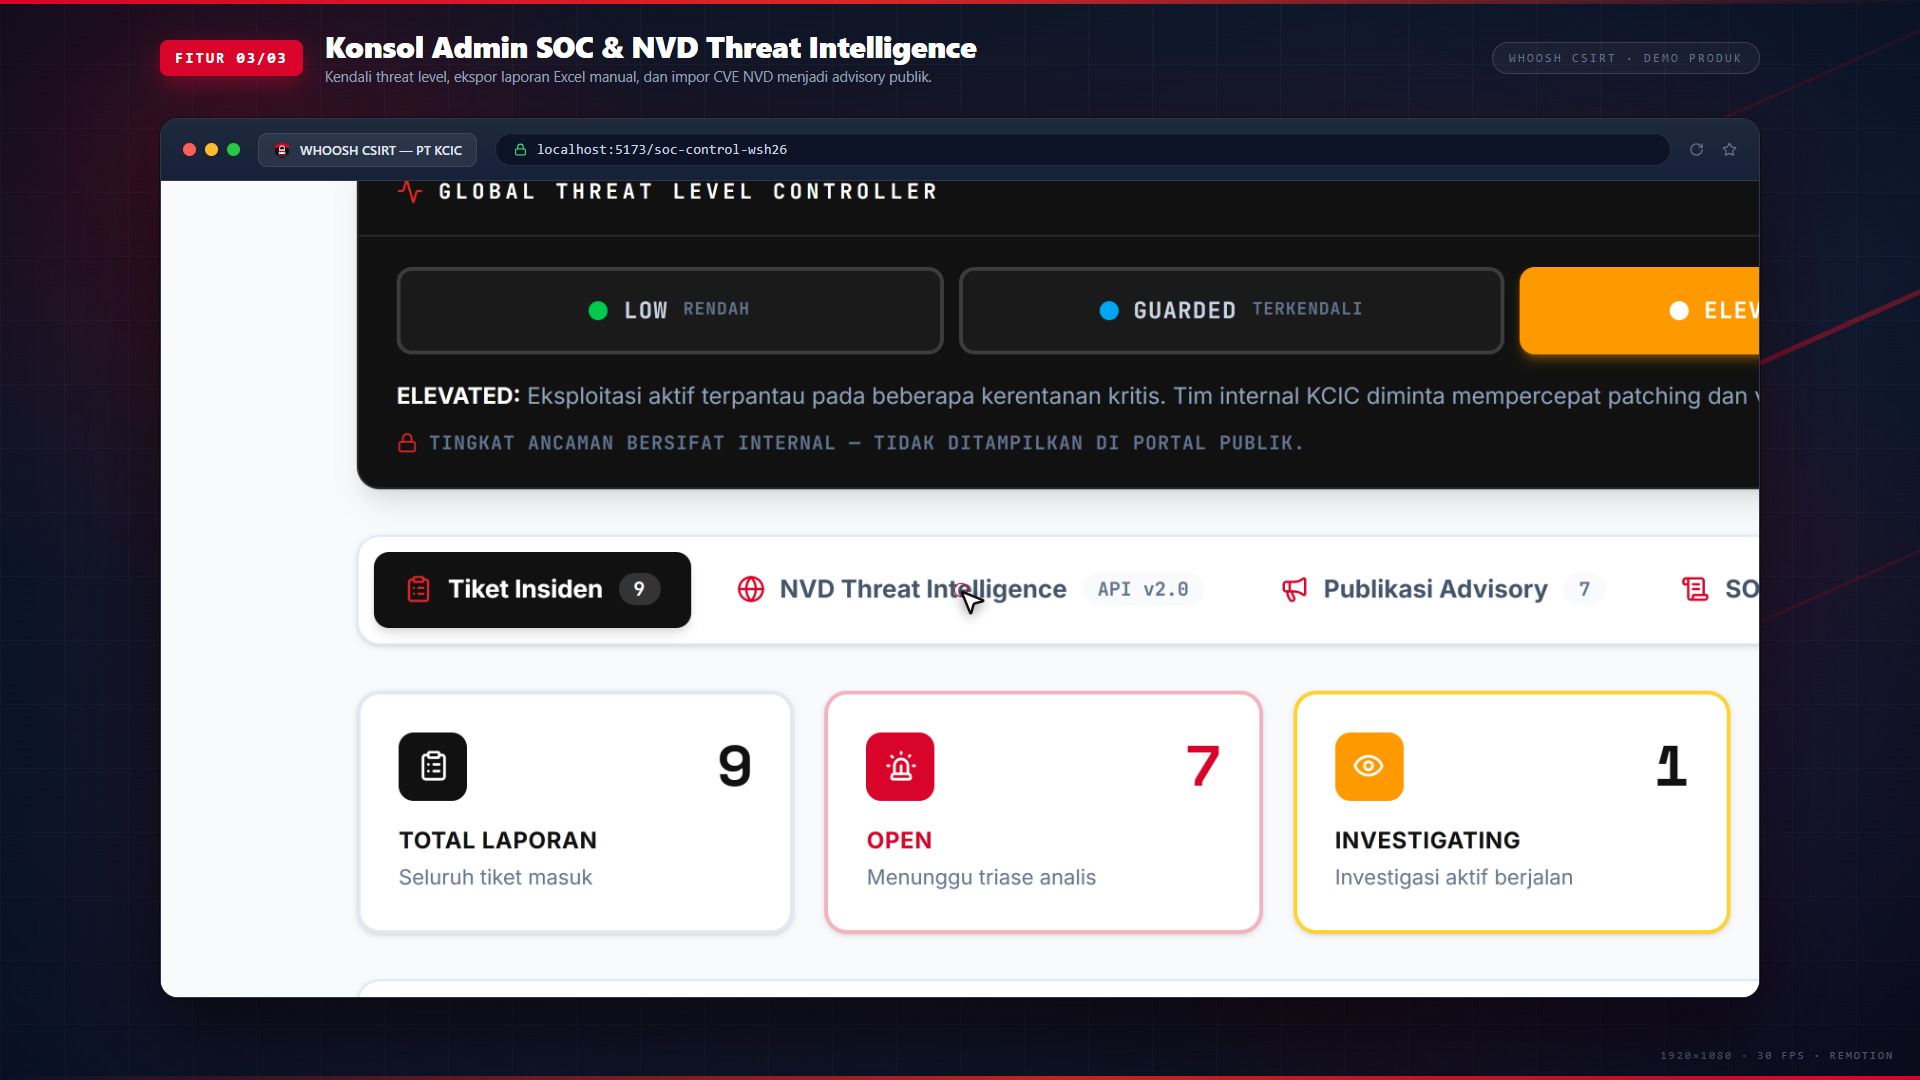 FITUR 03/03
Konsol Admin SOC & NVD Threat Intelligence
Kendali threat level, ekspor laporan Excel manual, dan impor CVE NVD menjadi advisory publik.
WHOOSH CSIRT · DEMO PRODUK
WHOOSH CSIRT — PT KCIC
localhost:5173/soc-control-wsh26
GLOBAL THREAT LEVEL CONTROLLER
LOW RENDAH
GUARDED TERKENDALI
ELEV
ELEVATED: Eksploitasi aktif terpantau pada beberapa kerentanan kritis. Tim internal KCIC diminta mempercepat patching dan
TINGKAT ANCAMAN BERSIFAT INTERNAL — TIDAK DITAMPILKAN DI PORTAL PUBLIK.
Tiket Insiden 9
NVD Threat Intelligence API v2.0
Publikasi Advisory 7
SO
9
TOTAL LAPORAN
Seluruh tiket masuk
7
OPEN
Menunggu triase analis
1
INVESTIGATING
Investigasi aktif berjalan
1920×1080 · 30 FPS · REMOTION